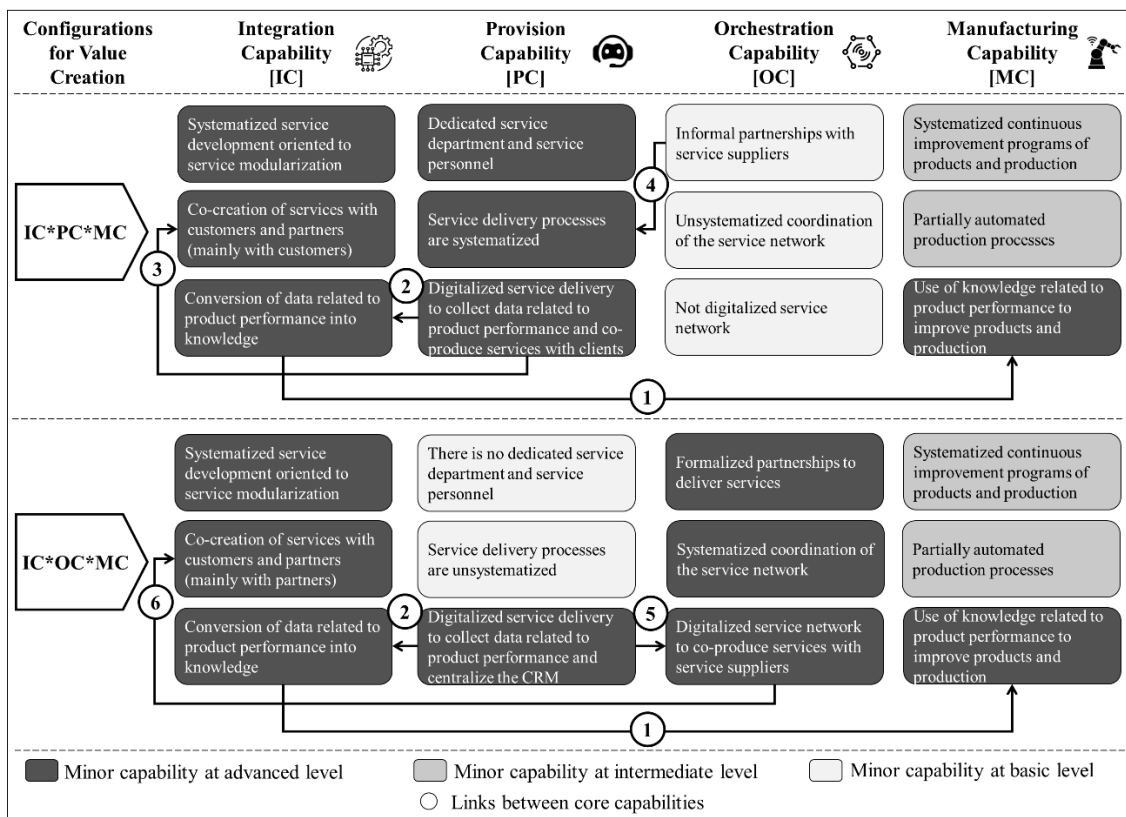 Configurations
for Value
Creation
Integration
Capability
[IC]
Provision
Capability
[PC]
Orchestration
Capability
[OC]
Manufacturing
Capability
[MC]
IC*PC*MC
Systematized service
development oriented to
service modularization
Dedicated service
department and service
personnel
Informal partnerships with
service suppliers
Systematized continuous
improvement programs of
products and production
4
Co-creation of services with
customers and partners
(mainly with customers)
Service delivery processes
are systematized
Unsystematized coordination
of the service network
Partially automated
production processes
3
Conversion of data related to
product performance into
knowledge
2
Digitalized service delivery
to collect data related to
product performance and co-
produce services with clients
Not digitalized service
network
Use of knowledge related to
product performance to
improve products and
production
1
IC*OC*MC
Systematized service
development oriented to
service modularization
There is no dedicated service
department and service
personnel
Formalized partnerships to
deliver services
Systematized continuous
improvement programs of
products and production
Co-creation of services with
customers and partners
(mainly with partners)
Service delivery processes
are unsystematized
Systematized coordination of
the service network
Partially automated
production processes
6
Conversion of data related to
product performance into
knowledge
2
Digitalized service delivery
to collect data related to
product performance and
centralize the CRM
5
Digitalized service network
to co-produce services with
service suppliers
Use of knowledge related to
product performance to
improve products and
production
1
Minor capability at advanced level
Minor capability at intermediate level
Minor capability at basic level
Links between core capabilities